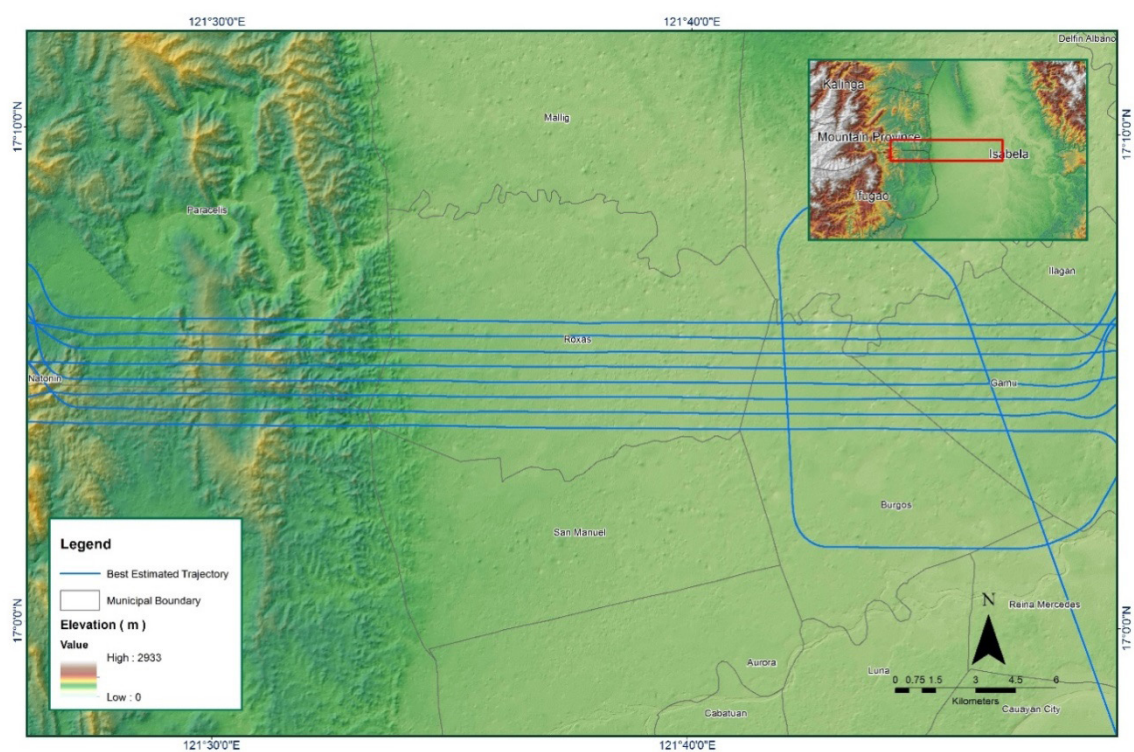 121°30'0"E
121°40'0"E
Delfin Albano
Kalinga
Mallig
17°10'0"N
17°10'0"N
Mountain Province
Isabela
Ifugao
Paracelis
Ilagan
Roxas
Natonin
Gamu
Burgos
San Manuel
Legend
Best Estimated Trajectory
Municipal Boundary
Elevation ( m )
Value
High : 2933
Low : 0
N
Reina Mercedes
17°0'0"N
17°0'0"N
Aurora
Luna
0 0.75 1.5 3 4.5 6
Kilometers
Cabatuan
Cauayan City
121°30'0"E
121°40'0"E